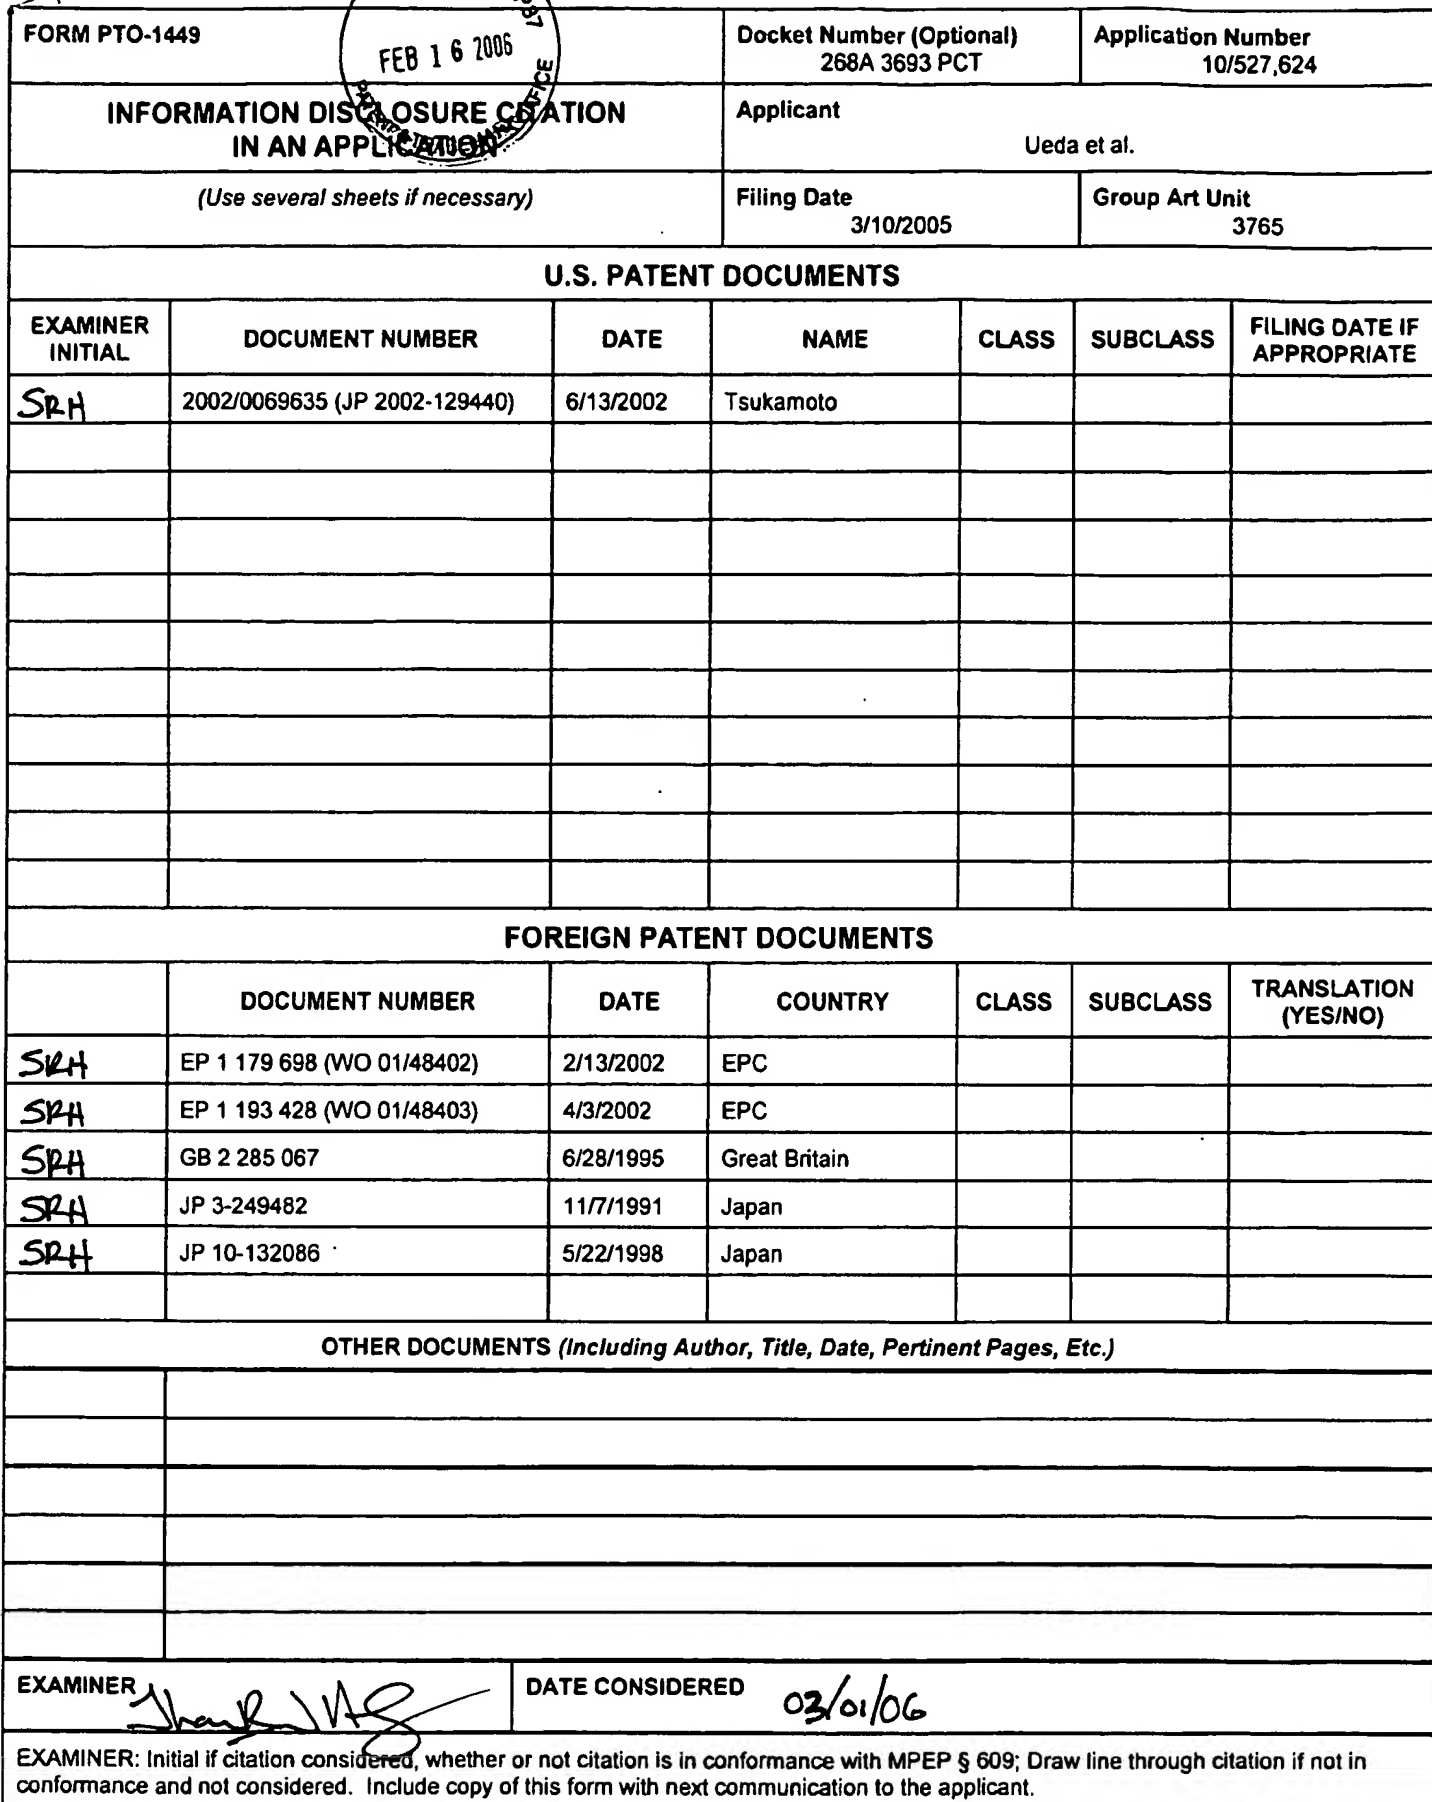 FORM PTO-1449
FEB 16 2006
Docket Number (Optional)
268A 3693 PCT
Application Number
10/527,624
INFORMATION DISCLOSURE CITATION
IN AN APPLICATION
Applicant
Ueda et al.
(Use several sheets if necessary)
Filing Date
3/10/2005
Group Art Unit
3765
U.S. PATENT DOCUMENTS
EXAMINER INITIAL DOCUMENT NUMBER DATE NAME CLASS SUBCLASS FILING DATE IF APPROPRIATE
SRH 2002/0069635 (JP 2002-129440) 6/13/2002 Tsukamoto
FOREIGN PATENT DOCUMENTS
DOCUMENT NUMBER DATE COUNTRY CLASS SUBCLASS TRANSLATION (YES/NO)
SRH EP 1 179 698 (WO 01/48402) 2/13/2002 EPC
SRH EP 1 193 428 (WO 01/48403) 4/3/2002 EPC
SRH GB 2 285 067 6/28/1995 Great Britain
SRH JP 3-249482 11/7/1991 Japan
SRH JP 10-132086 5/22/1998 Japan
OTHER DOCUMENTS (Including Author, Title, Date, Pertinent Pages, Etc.)
EXAMINER
DATE CONSIDERED 03/01/06
EXAMINER: Initial if citation considered, whether or not citation is in conformance with MPEP § 609; Draw line through citation if not in
conformance and not considered. Include copy of this form with next communication to the applicant.